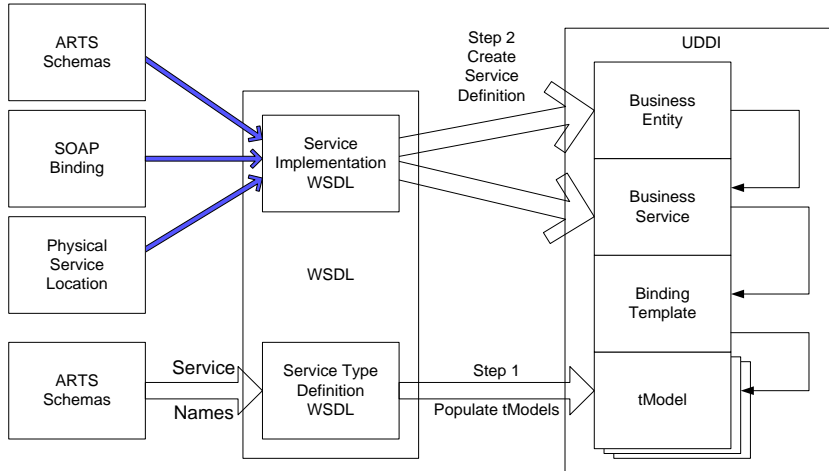 ARTS
Schemas
SOAP
Binding
Physical
Service
Location
ARTS
Schemas
Service
Names
Service
Implementation
WSDL
WSDL
Service Type
Definition
WSDL
Step 2
Create
Service
Definition
Step 1
Populate tModels
UDDI
Business
Entity
Business
Service
Binding
Template
tModel